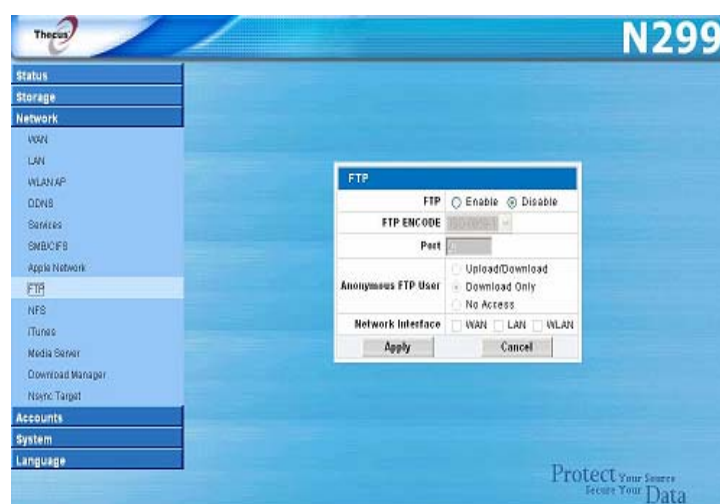 Thecus
N299
Status
Storage
Network
WAN
LAN
WLAN AP
DDNS
Services
SMB/CIFS
Apple Network
FTP
NFS
iTunes
Media Server
Download Manager
Nsync Target
Accounts
System
Language
FTP
FTP Enable Disable
FTP ENCODE
Port
Anonymous FTP User
Upload/Download
Download Only
No Access
Network Interface WAN LAN WLAN
Apply Cancel
Protect Your Source
Secure Your Data